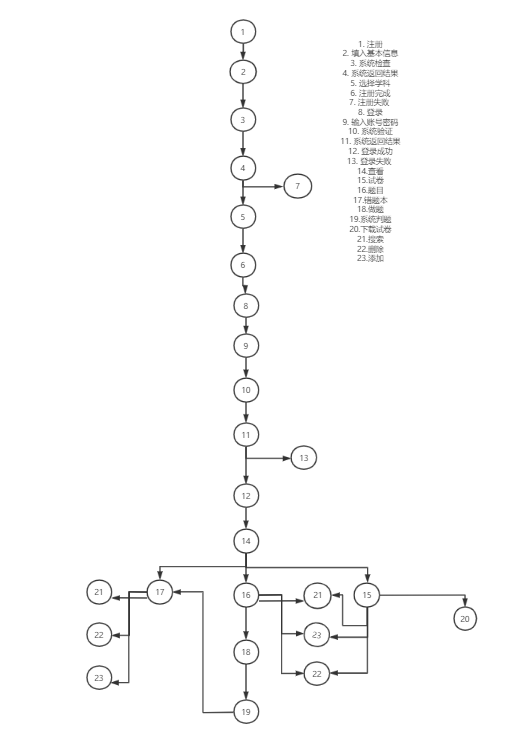 1
1. 注册
2. 填入基本信息
3. 系统检查
4. 系统返回结果
5. 选择学科
6. 注册完成
7. 注册失败
8. 登录
9. 输入账号密码
10. 系统验证
11. 系统返回结果
12. 登录成功
13. 登录失败
14.查看
15.试卷
16.题目
17.错题本
18.做题
19.系统判题
20.下载试卷
21.搜索
22.删除
23.添加
2
3
4
7
5
6
8
9
10
11
13
12
14
21
17
16
21
15
20
22
23
18
23
22
19